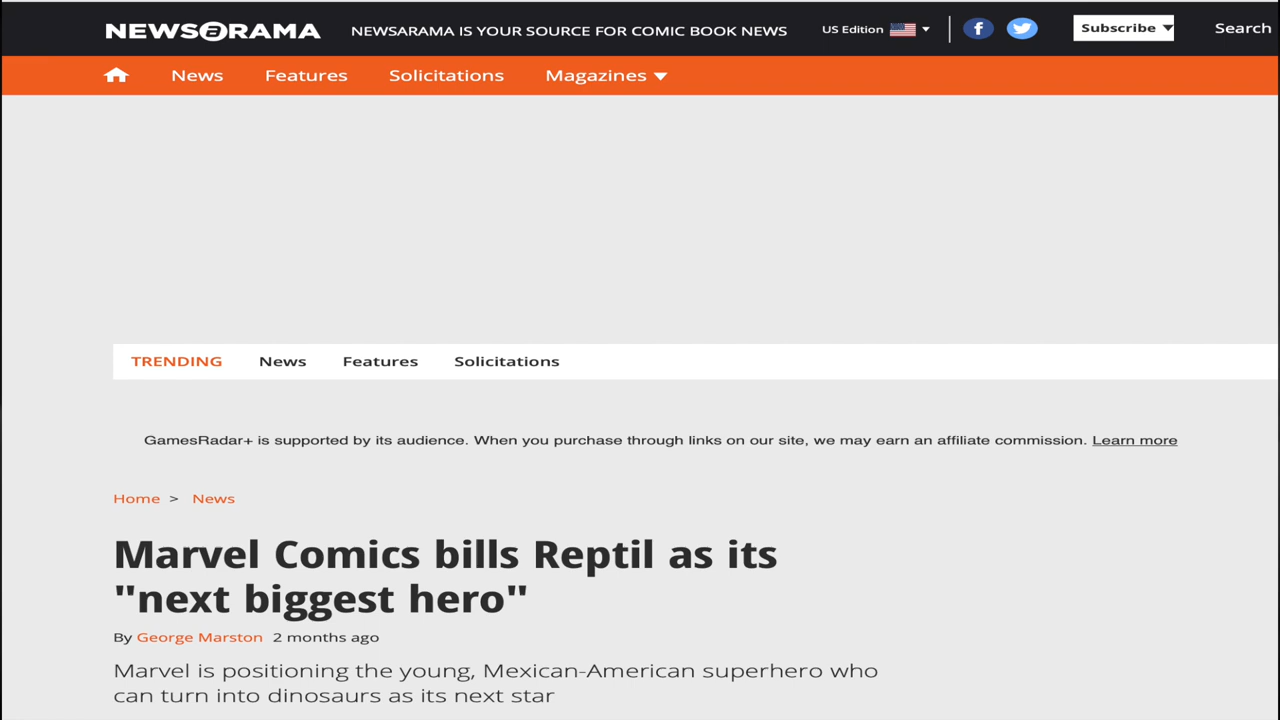 NEWSaRAMA NEWSARAMA IS YOUR SOURCE FOR COMIC BOOK NEWS US Edition Subscribe Search
News Features Solicitations Magazines
TRENDING News Features Solicitations
GamesRadar+ is supported by its audience. When you purchase through links on our site, we may earn an affiliate commission. Learn more
Home > News
Marvel Comics bills Reptil as its
"next biggest hero"
By George Marston 2 months ago
Marvel is positioning the young, Mexican-American superhero who
can turn into dinosaurs as its next star